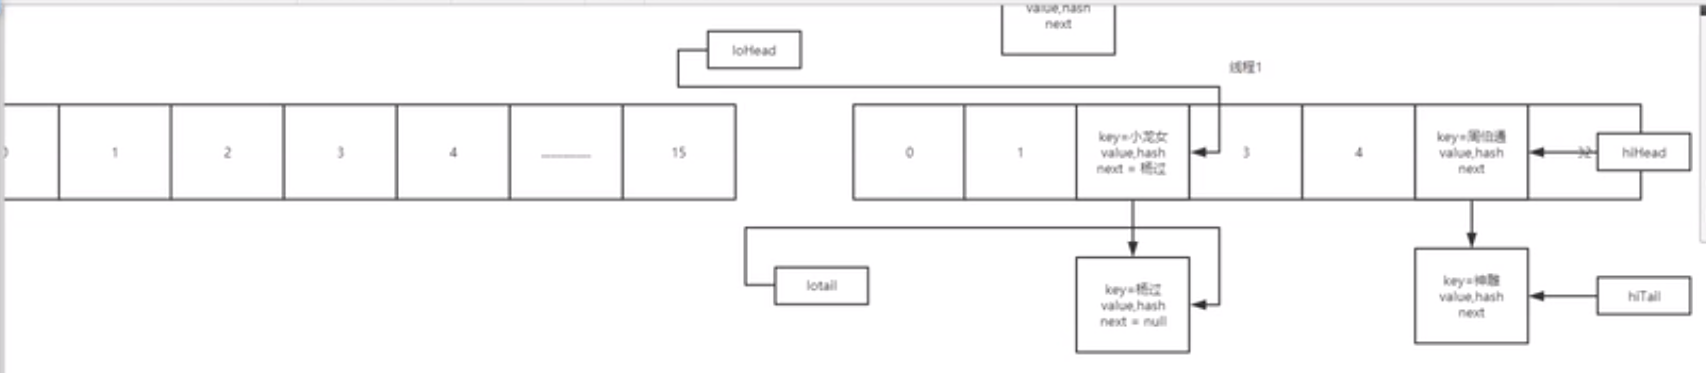 value,hash
next
loHead
线程1
1
2
3
4
15
0
1
key=小龙女
value,hash
next = 杨过
3
4
key=周伯通
value,hash
next
32
hiHead
lotail
key=杨过
value,hash
next = null
key=神雕
value,hash
next
hiTail